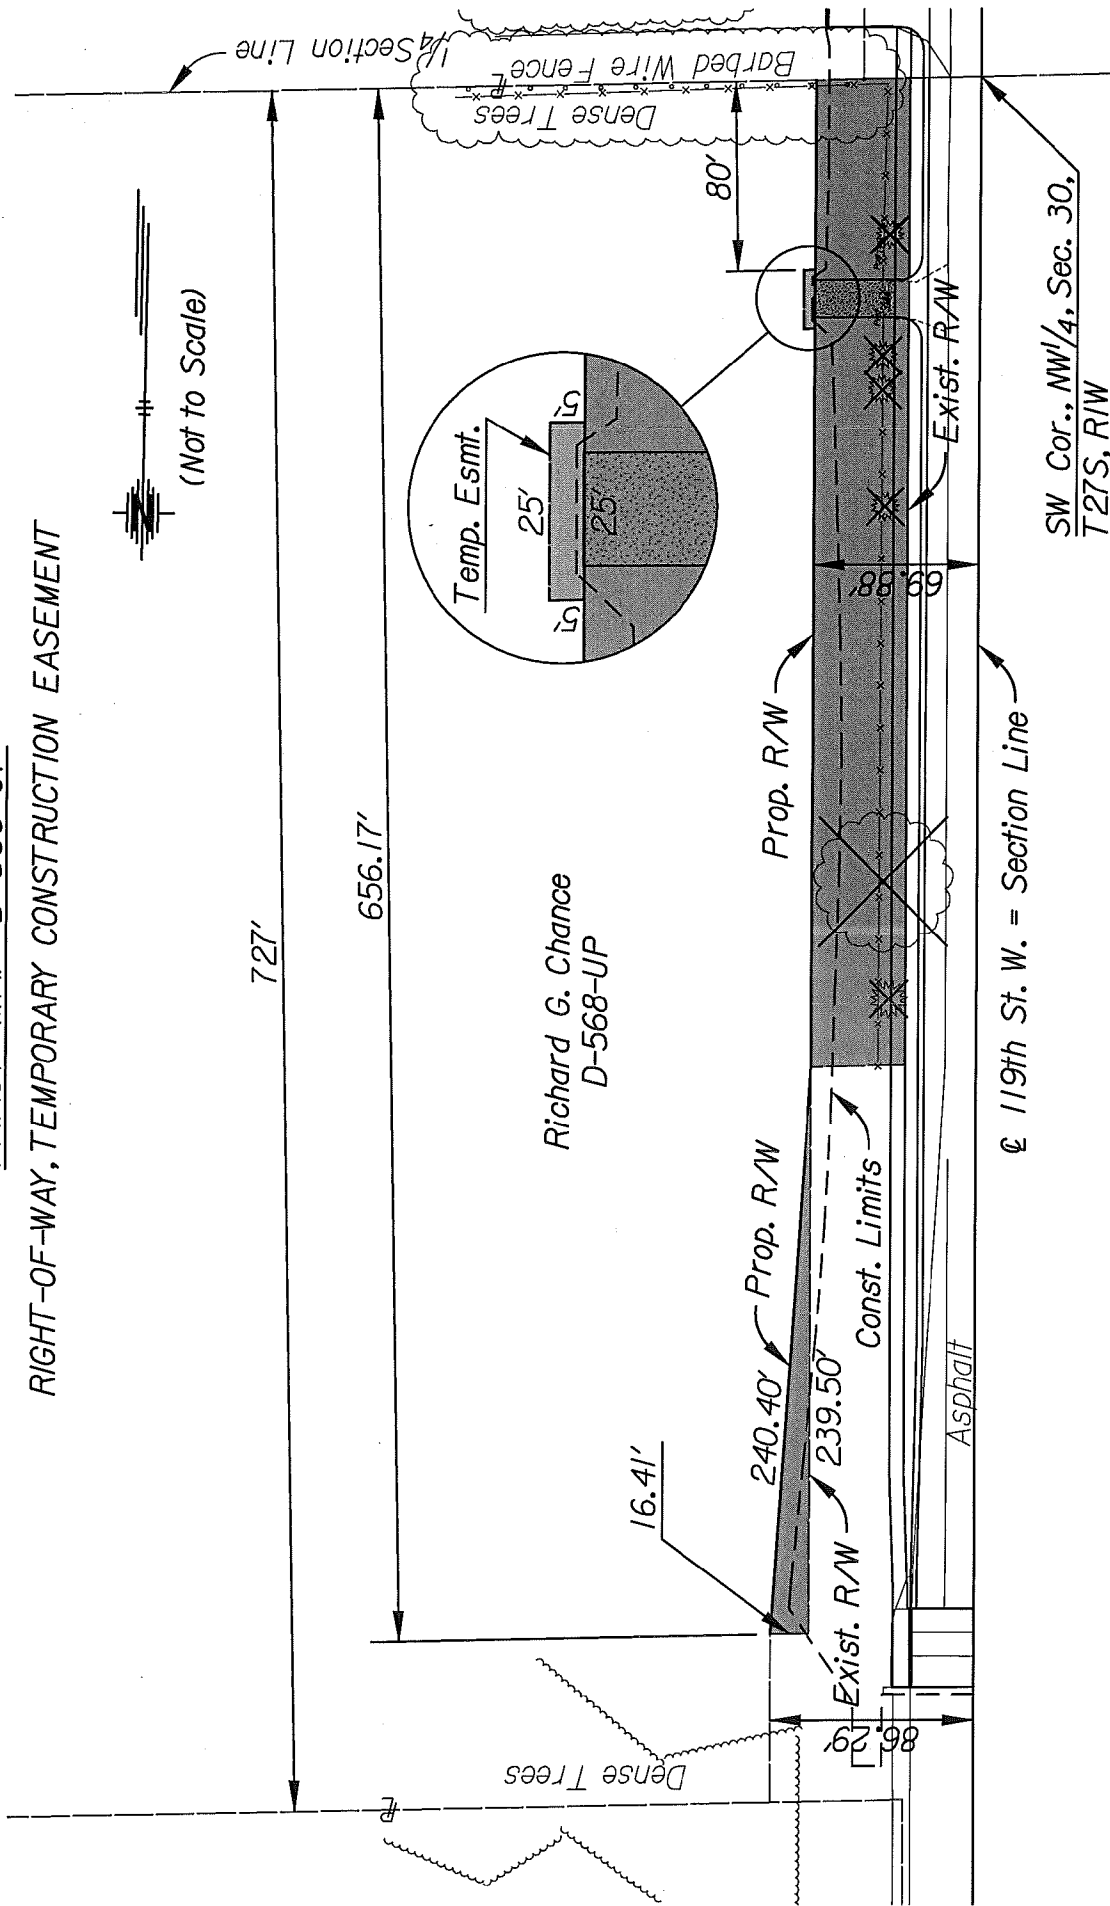 RIGHT-OF-WAY, TEMPORARY CONSTRUCTION EASEMENT
(Not to Scale)
N
727'
656.17'
1/4 Section Line
Barbed Wire Fence
Dense Trees
80'
Temp. Esmt.
25'
5'
5'
25'
Richard G. Chance
D-568-UP
Prop. R/W
Prop. R/W
16.41'
240.40'
239.50'
Exist. R/W
Const. Limits
69.88'
Exist. R/W
86.29'
Dense Trees
Asphalt
℄ 119th St. W. = Section Line
SW Cor., NW1/4, Sec. 30,
T27S, R1W